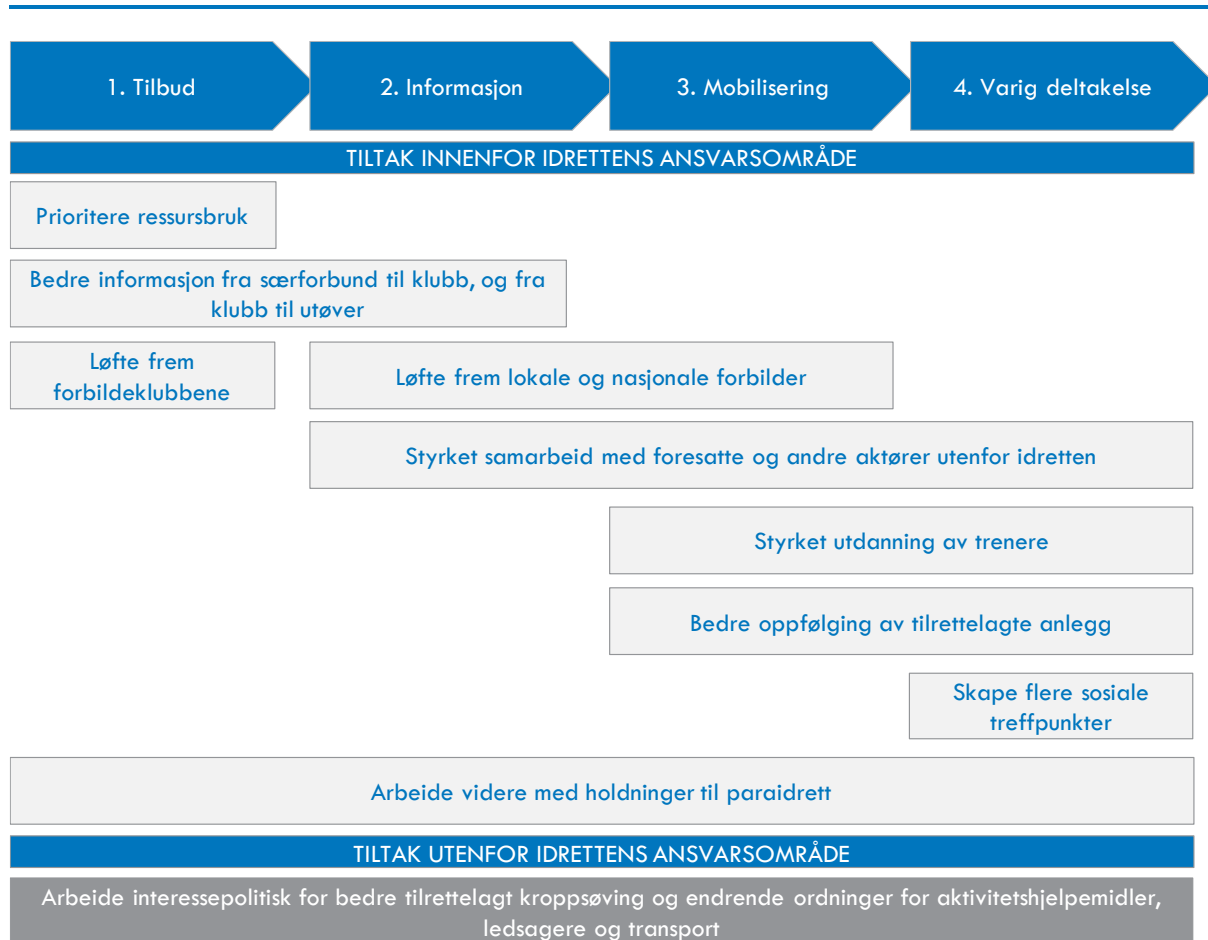 1. Tilbud
2. Informasjon
3. Mobilisering
4. Varig deltakelse
TILTAK INNENFOR IDRETTENS ANSVARSOMRÅDE
Prioritere ressursbruk
Bedre informasjon fra særforbund til klubb, og fra
klubb til utøver
Løfte frem
forbildeklubbene
Løfte frem lokale og nasjonale forbilder
Styrket samarbeid med foresatte og andre aktører utenfor idretten
Styrket utdanning av trenere
Bedre oppfølging av tilrettelagte anlegg
Skape flere sosiale
treffpunkter
Arbeide videre med holdninger til paraidrett
TILTAK UTENFOR IDRETTENS ANSVARSOMRÅDE
Arbeide interessepolitisk for bedre tilrettelagt kroppsøving og endrende ordninger for aktivitetshjelpemidler,
ledsagere og transport